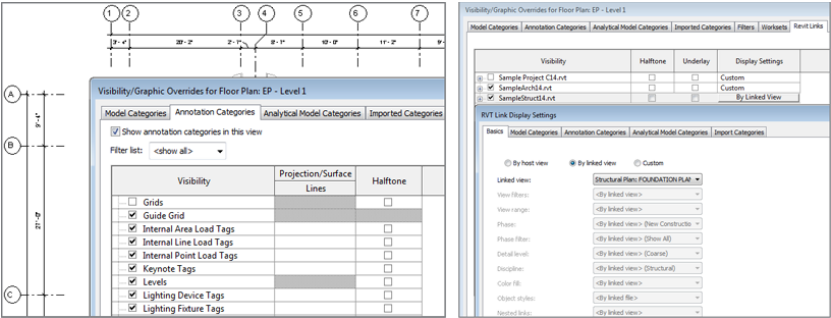 1 2 3 4 5 6 7
3'- 4" 20'- 2" 2'- 1" 8'- 1" 10'- 0" 11'- 2" 9'-
A
9'-4"
B
21'-0"
C
Visibility/Graphic Overrides for Floor Plan: EP - Level 1
Model Categories Annotation Categories Analytical Model Categories Imported Categories
Show annotation categories in this view
Filter list: <show all>
Visibility Projection/Surface Halftone
Lines
Grids
Guide Grid
Internal Area Load Tags
Internal Line Load Tags
Internal Point Load Tags
Keynote Tags
Levels
Lighting Device Tags
Lighting Fixture Tags
Visibility/Graphic Overrides for Floor Plan: EP - Level 1
Model Categories Annotation Categories Analytical Model Categories Imported Categories Filters Worksets Revit Links
Visibility Halftone Underlay Display Settings
Sample Project C14.rvt Custom
SampleArch14.rvt Custom
SampleStruct14.rvt By Linked View
RVT Link Display Settings
Basics Model Categories Annotation Categories Analytical Model Categories Import Categories
By host view By linked view Custom
Linked view: Structural Plan: FOUNDATION PLAN
View filters: <By linked view>
View range: <By linked view>
Phase: <By linked view> (New Constructio
Phase filter: <By linked view> (Show All)
Detail level: <By linked view> (Coarse)
Discipline: <By linked view> (Structural)
Color fill: <By linked view>
Object styles: <By linked file>
Nested links: <By linked view>